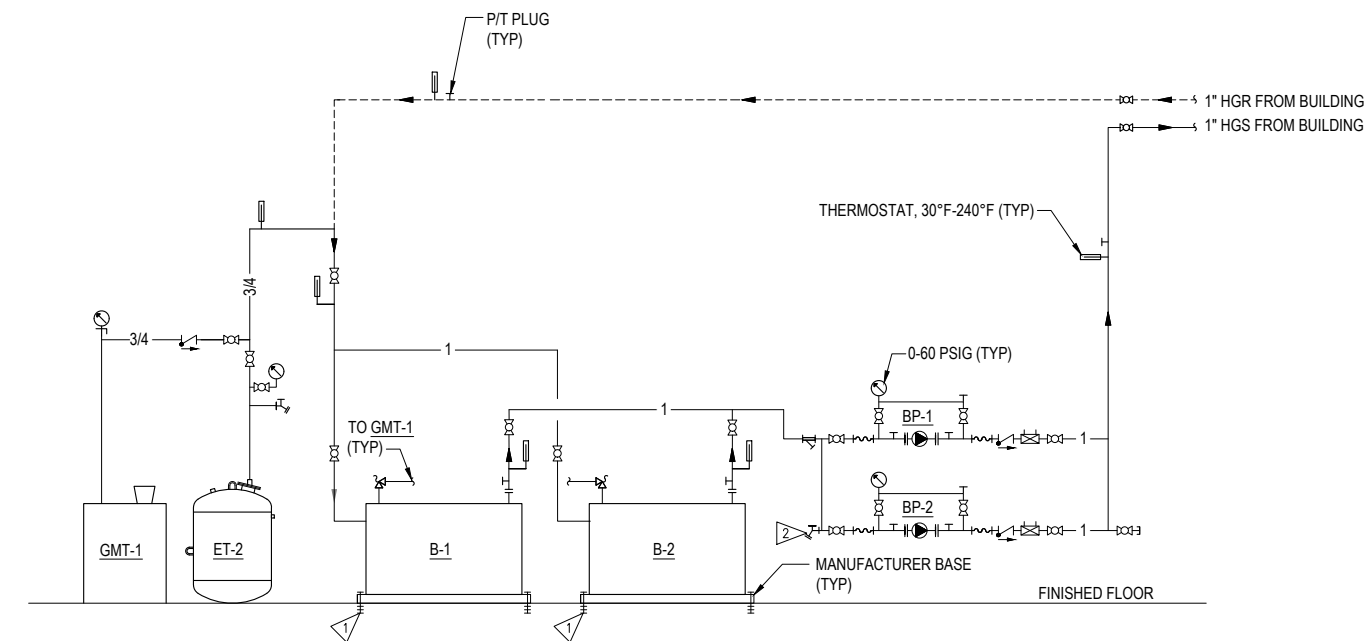 P/T PLUG
(TYP)
1" HGR FROM BUILDING
1" HGS FROM BUILDING
THERMOSTAT, 30°F-240°F (TYP)
3/4
3/4
1
0-60 PSIG (TYP)
TO GMT-1
(TYP)
1
BP-1
1
BP-2
1
2
GMT-1
ET-2
B-1
B-2
MANUFACTURER BASE
(TYP)
FINISHED FLOOR
1
1